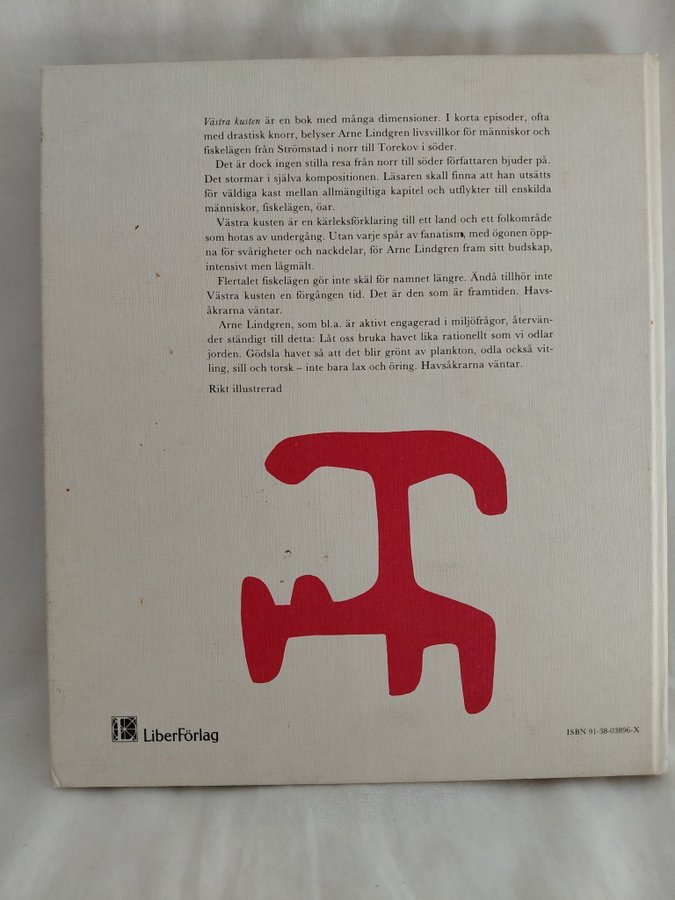 Västra kusten är en bok med många dimensioner. I korta episoder, ofta
med drastisk knorr, belyser Arne Lindgren livsvillkor för människor och
fiskelägen från Strömstad i norr till Torekov i söder.
Det är dock ingen stilla resa från norr till söder författaren bjuder på.
Det stormar i själva kompositionen. Läsaren skall finna att han utsätts
för väldiga kast mellan allmängiltiga kapitel och utflykter till enskilda
människor, fiskelägen, öar.
Västra kusten är en kärleksförklaring till ett land och ett folkområde
som hotas av undergång. Utan varje spår av fanatism, med ögonen öpp-
na för svårigheter och nackdelar, för Arne Lindgren fram sitt budskap,
intensivt men lågmält.
Flertalet fiskelägen gör inte skäl för namnet längre. Ändå tillhör inte
Västra kusten en förgången tid. Det är den som är framtiden. Havs-
åkrarna väntar.
Arne Lindgren, som bl.a. är aktivt engagerad i miljöfrågor, återvän-
der ständigt till detta: Låt oss bruka havet lika rationellt som vi odlar
jorden. Gödsla havet så att det blir grönt av plankton, odla också vit-
ling, sill och torsk – inte bara lax och öring. Havsåkrarna väntar.
Rikt illustrerad
LiberFörlag
ISBN 91-38-03896-X